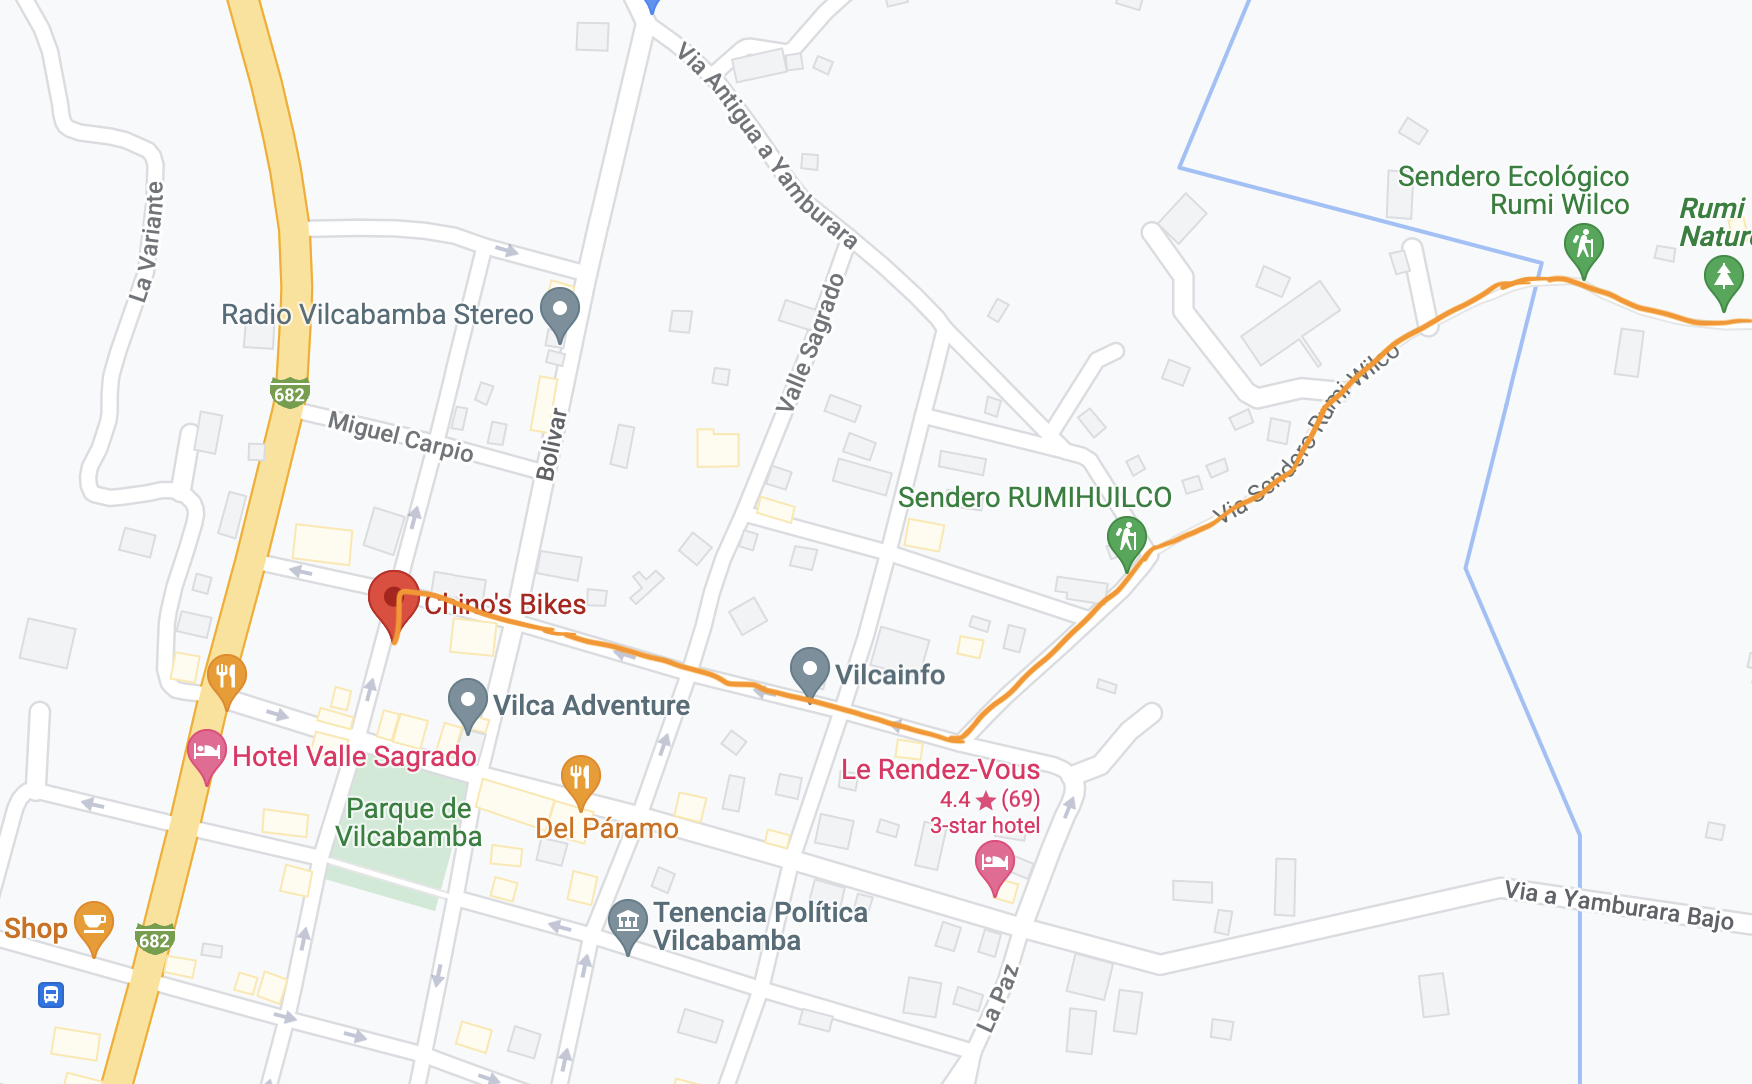 Via Antigua a Yamburara
Sendero Ecológico
Rumi Wilco
Rumi
Nature
La Variante
Radio Vilcabamba Stereo
Valle Sagrado
682
Miguel Carpio
Bolivar
Via Sendero Rumi Wilco
Sendero RUMIHUILCO
Chino's Bikes
Vilcainfo
Vilca Adventure
Hotel Valle Sagrado
Le Rendez-Vous
4.4 ★ (69)
3-star hotel
Parque de
Vilcabamba
Del Páramo
Via a Yamburara Bajo
Shop
682
Tenencia Política
Vilcabamba
La Paz